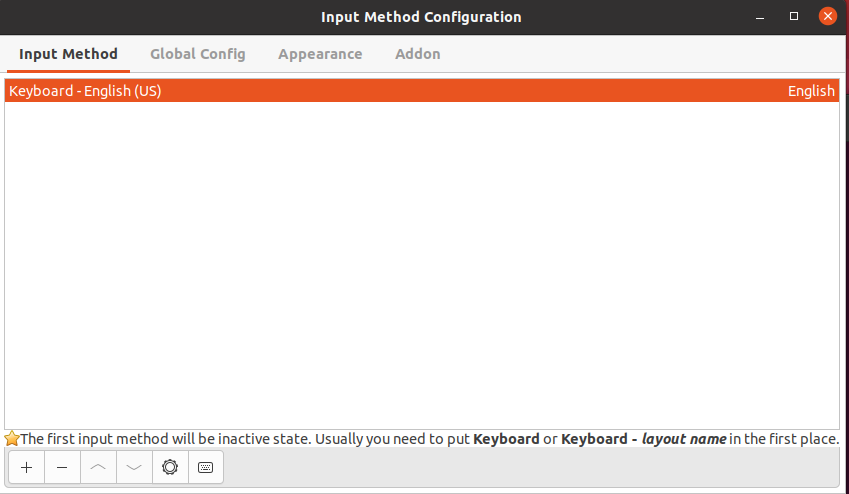 Input Method Configuration
Input Method Global Config Appearance Addon
Keyboard - English (US) English
The first input method will be inactive state. Usually you need to put Keyboard or Keyboard - layout name in the first place.